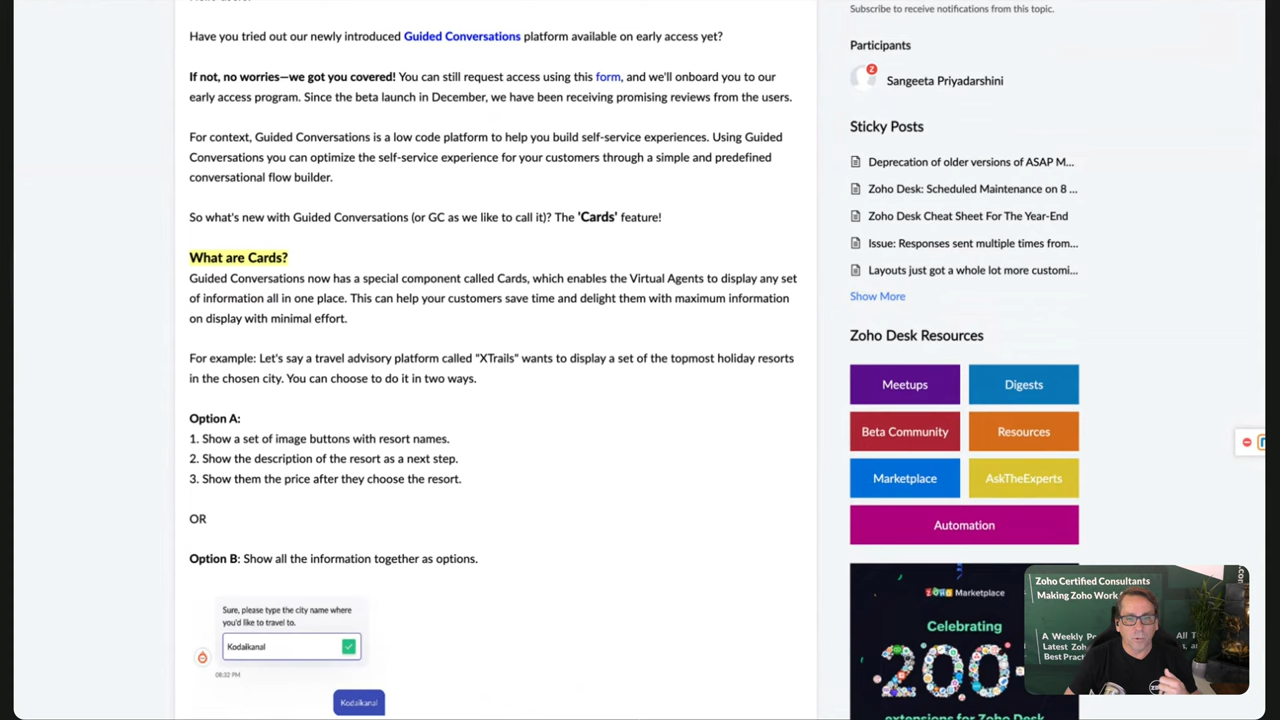 Have you tried out our newly introduced Guided Conversations platform available on early access yet?
If not, no worries—we got you covered! You can still request access using this form, and we'll onboard you to our
early access program. Since the beta launch in December, we have been receiving promising reviews from the users.
For context, Guided Conversations is a low code platform to help you build self-service experiences. Using Guided
Conversations you can optimize the self-service experience for your customers through a simple and predefined
conversational flow builder.
So what's new with Guided Conversations (or GC as we like to call it)? The 'Cards' feature!
What are Cards?
Guided Conversations now has a special component called Cards, which enables the Virtual Agents to display any set
of information all in one place. This can help your customers save time and delight them with maximum information
on display with minimal effort.
For example: Let's say a travel advisory platform called "XTrails" wants to display a set of the topmost holiday resorts
in the chosen city. You can choose to do it in two ways.
Option A:
1. Show a set of image buttons with resort names.
2. Show the description of the resort as a next step.
3. Show them the price after they choose the resort.
OR
Option B: Show all the information together as options.
Sure, please type the city name where
you'd like to travel to.
Kodaikanal
08:32 PM
Kodaikanal
Subscribe to receive notifications from this topic.
Participants
Z
Sangeeta Priyadarshini
Sticky Posts
Deprecation of older versions of ASAP M...
Zoho Desk: Scheduled Maintenance on 8 ...
Zoho Desk Cheat Sheet For The Year-End
Issue: Responses sent multiple times from...
Layouts just got a whole lot more customi...
Show More
Zoho Desk Resources
Meetups
Digests
Beta Community
Resources
Marketplace
AskTheExperts
Automation
ZOHO Marketplace
Celebrating
200
extensions for Zoho Desk
Zoho Certified Consultants
Making Zoho Work
A Weekly
All
Latest Zoh
Best Pract